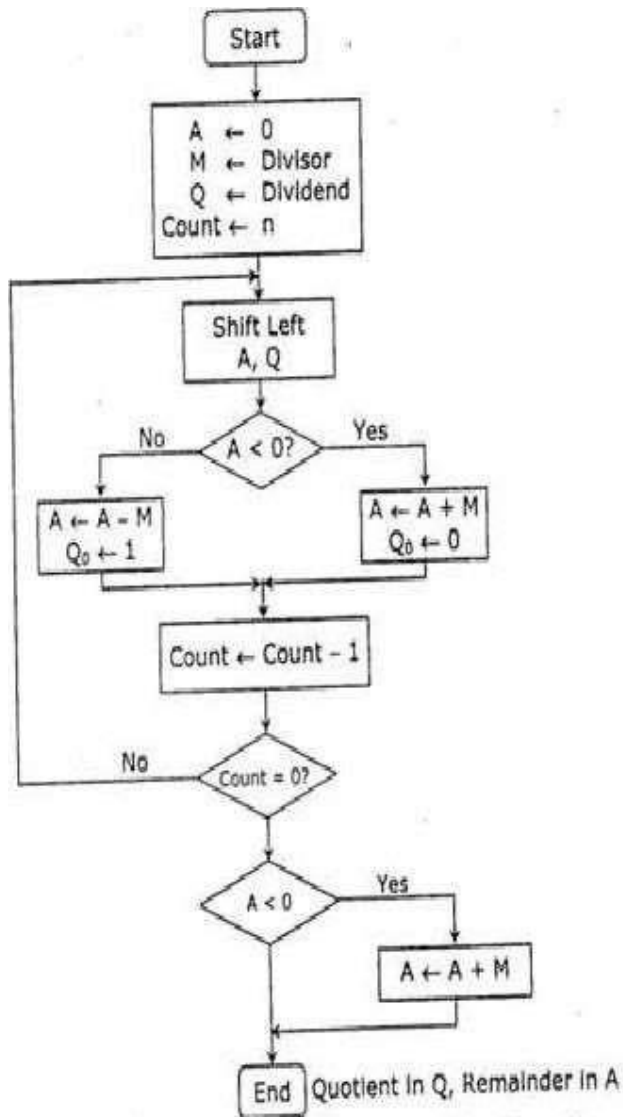 Start
A ← 0
M ← Divisor
Q ← Dividend
Count ← n
Shift Left
A, Q
No
A < 0?
Yes
A ← A – M
Q₀ ← 1
A ← A + M
Q₀ ← 0
Count ← Count – 1
No
Count = 0?
A < 0
Yes
A ← A + M
End Quotient in Q, Remainder in A